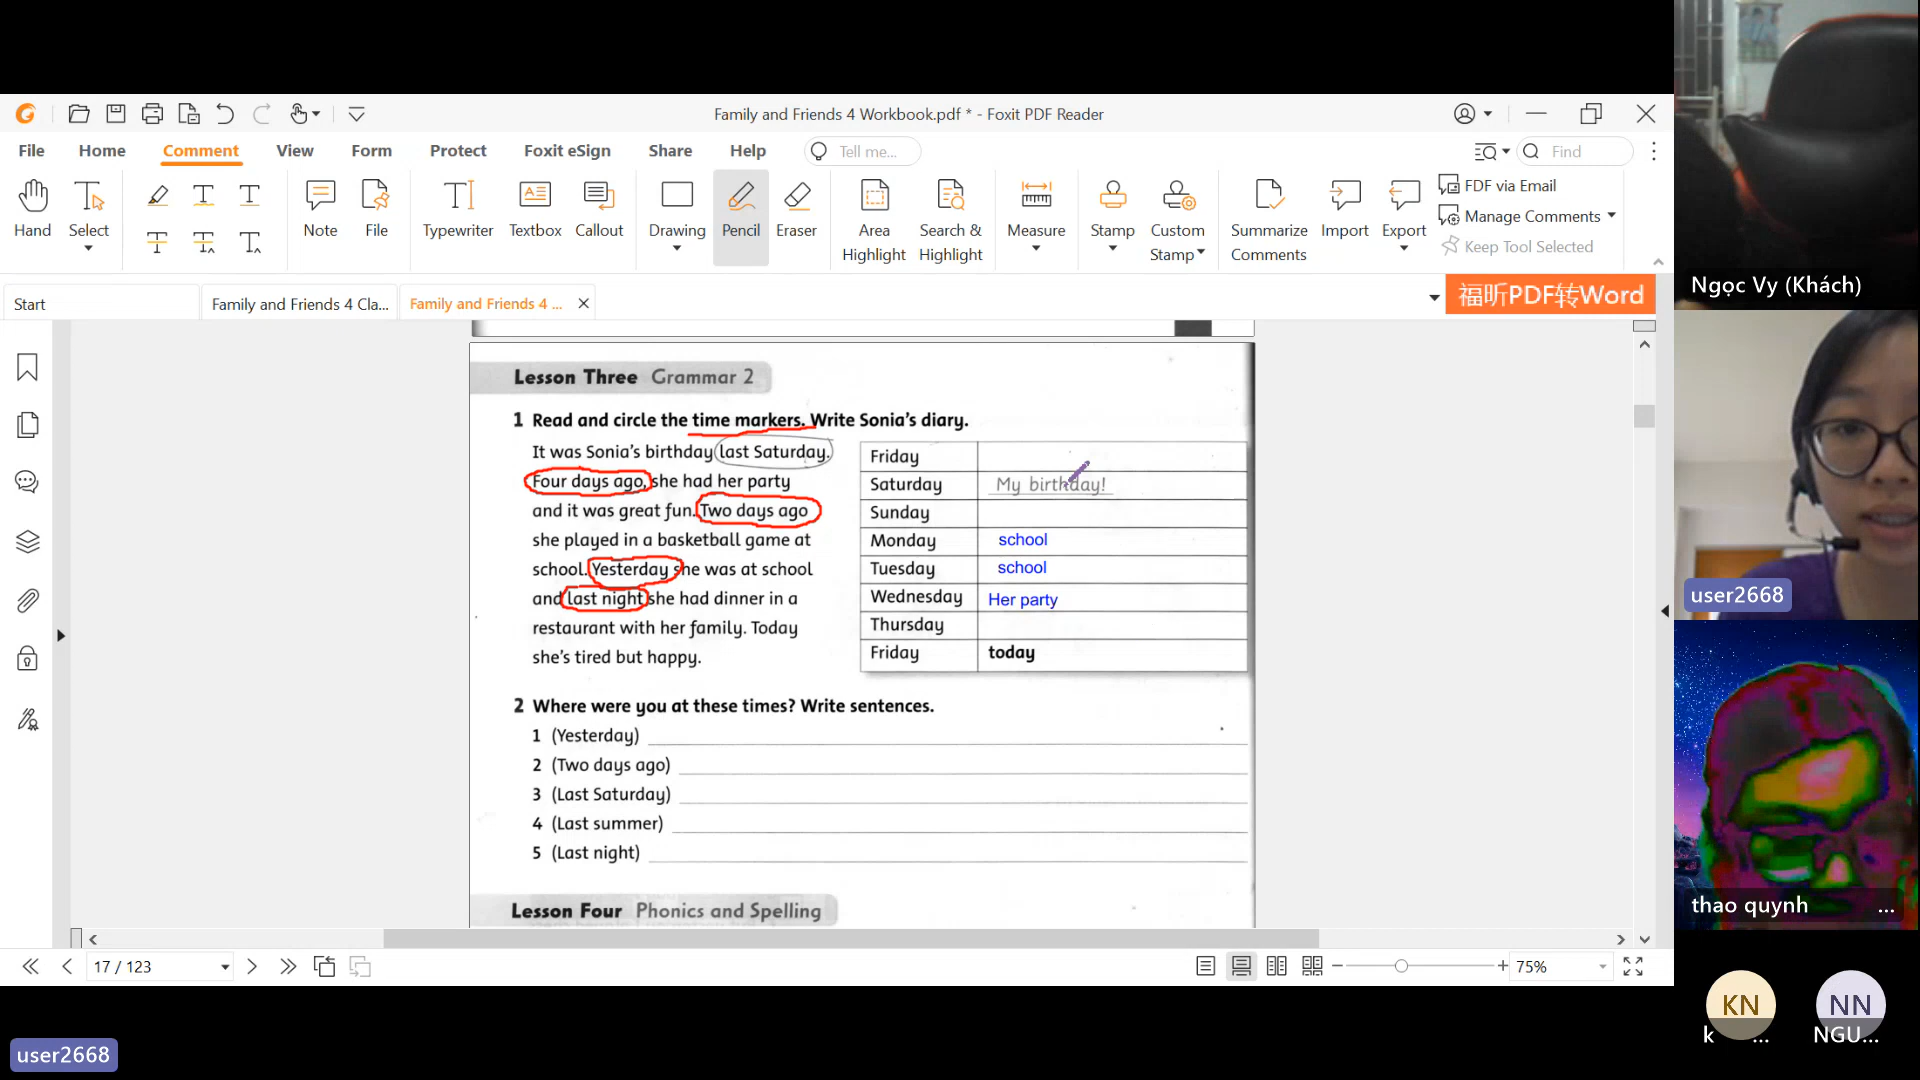 Family and Friends 4 Workbook.pdf * - Foxit PDF Reader
File Home Comment View Form Protect Foxit eSign Share Help Tell me... Find
Hand Select Note File Typewriter Textbox Callout Drawing Pencil Eraser Area Highlight Search & Highlight Measure Stamp Custom Stamp Summarize Comments Import Export
FDF via Email
Manage Comments
Keep Tool Selected
Start Family and Friends 4 Cla... Family and Friends 4 ... 福昕PDF转Word
Lesson Three Grammar 2
1 Read and circle the time markers. Write Sonia's diary.
It was Sonia's birthday last Saturday.
Four days ago, she had her party
and it was great fun. Two days ago
she played in a basketball game at
school. Yesterday she was at school
and last night she had dinner in a
restaurant with her family. Today
she's tired but happy.
Friday
Saturday My birthday!
Sunday
Monday school
Tuesday school
Wednesday Her party
Thursday
Friday today
2 Where were you at these times? Write sentences.
1 (Yesterday)
2 (Two days ago)
3 (Last Saturday)
4 (Last summer)
5 (Last night)
Lesson Four Phonics and Spelling
17 / 123
75%
Ngọc Vy (Khách)
user2668
thao quynh ...
KN
k ...
NN
NGU...
user2668